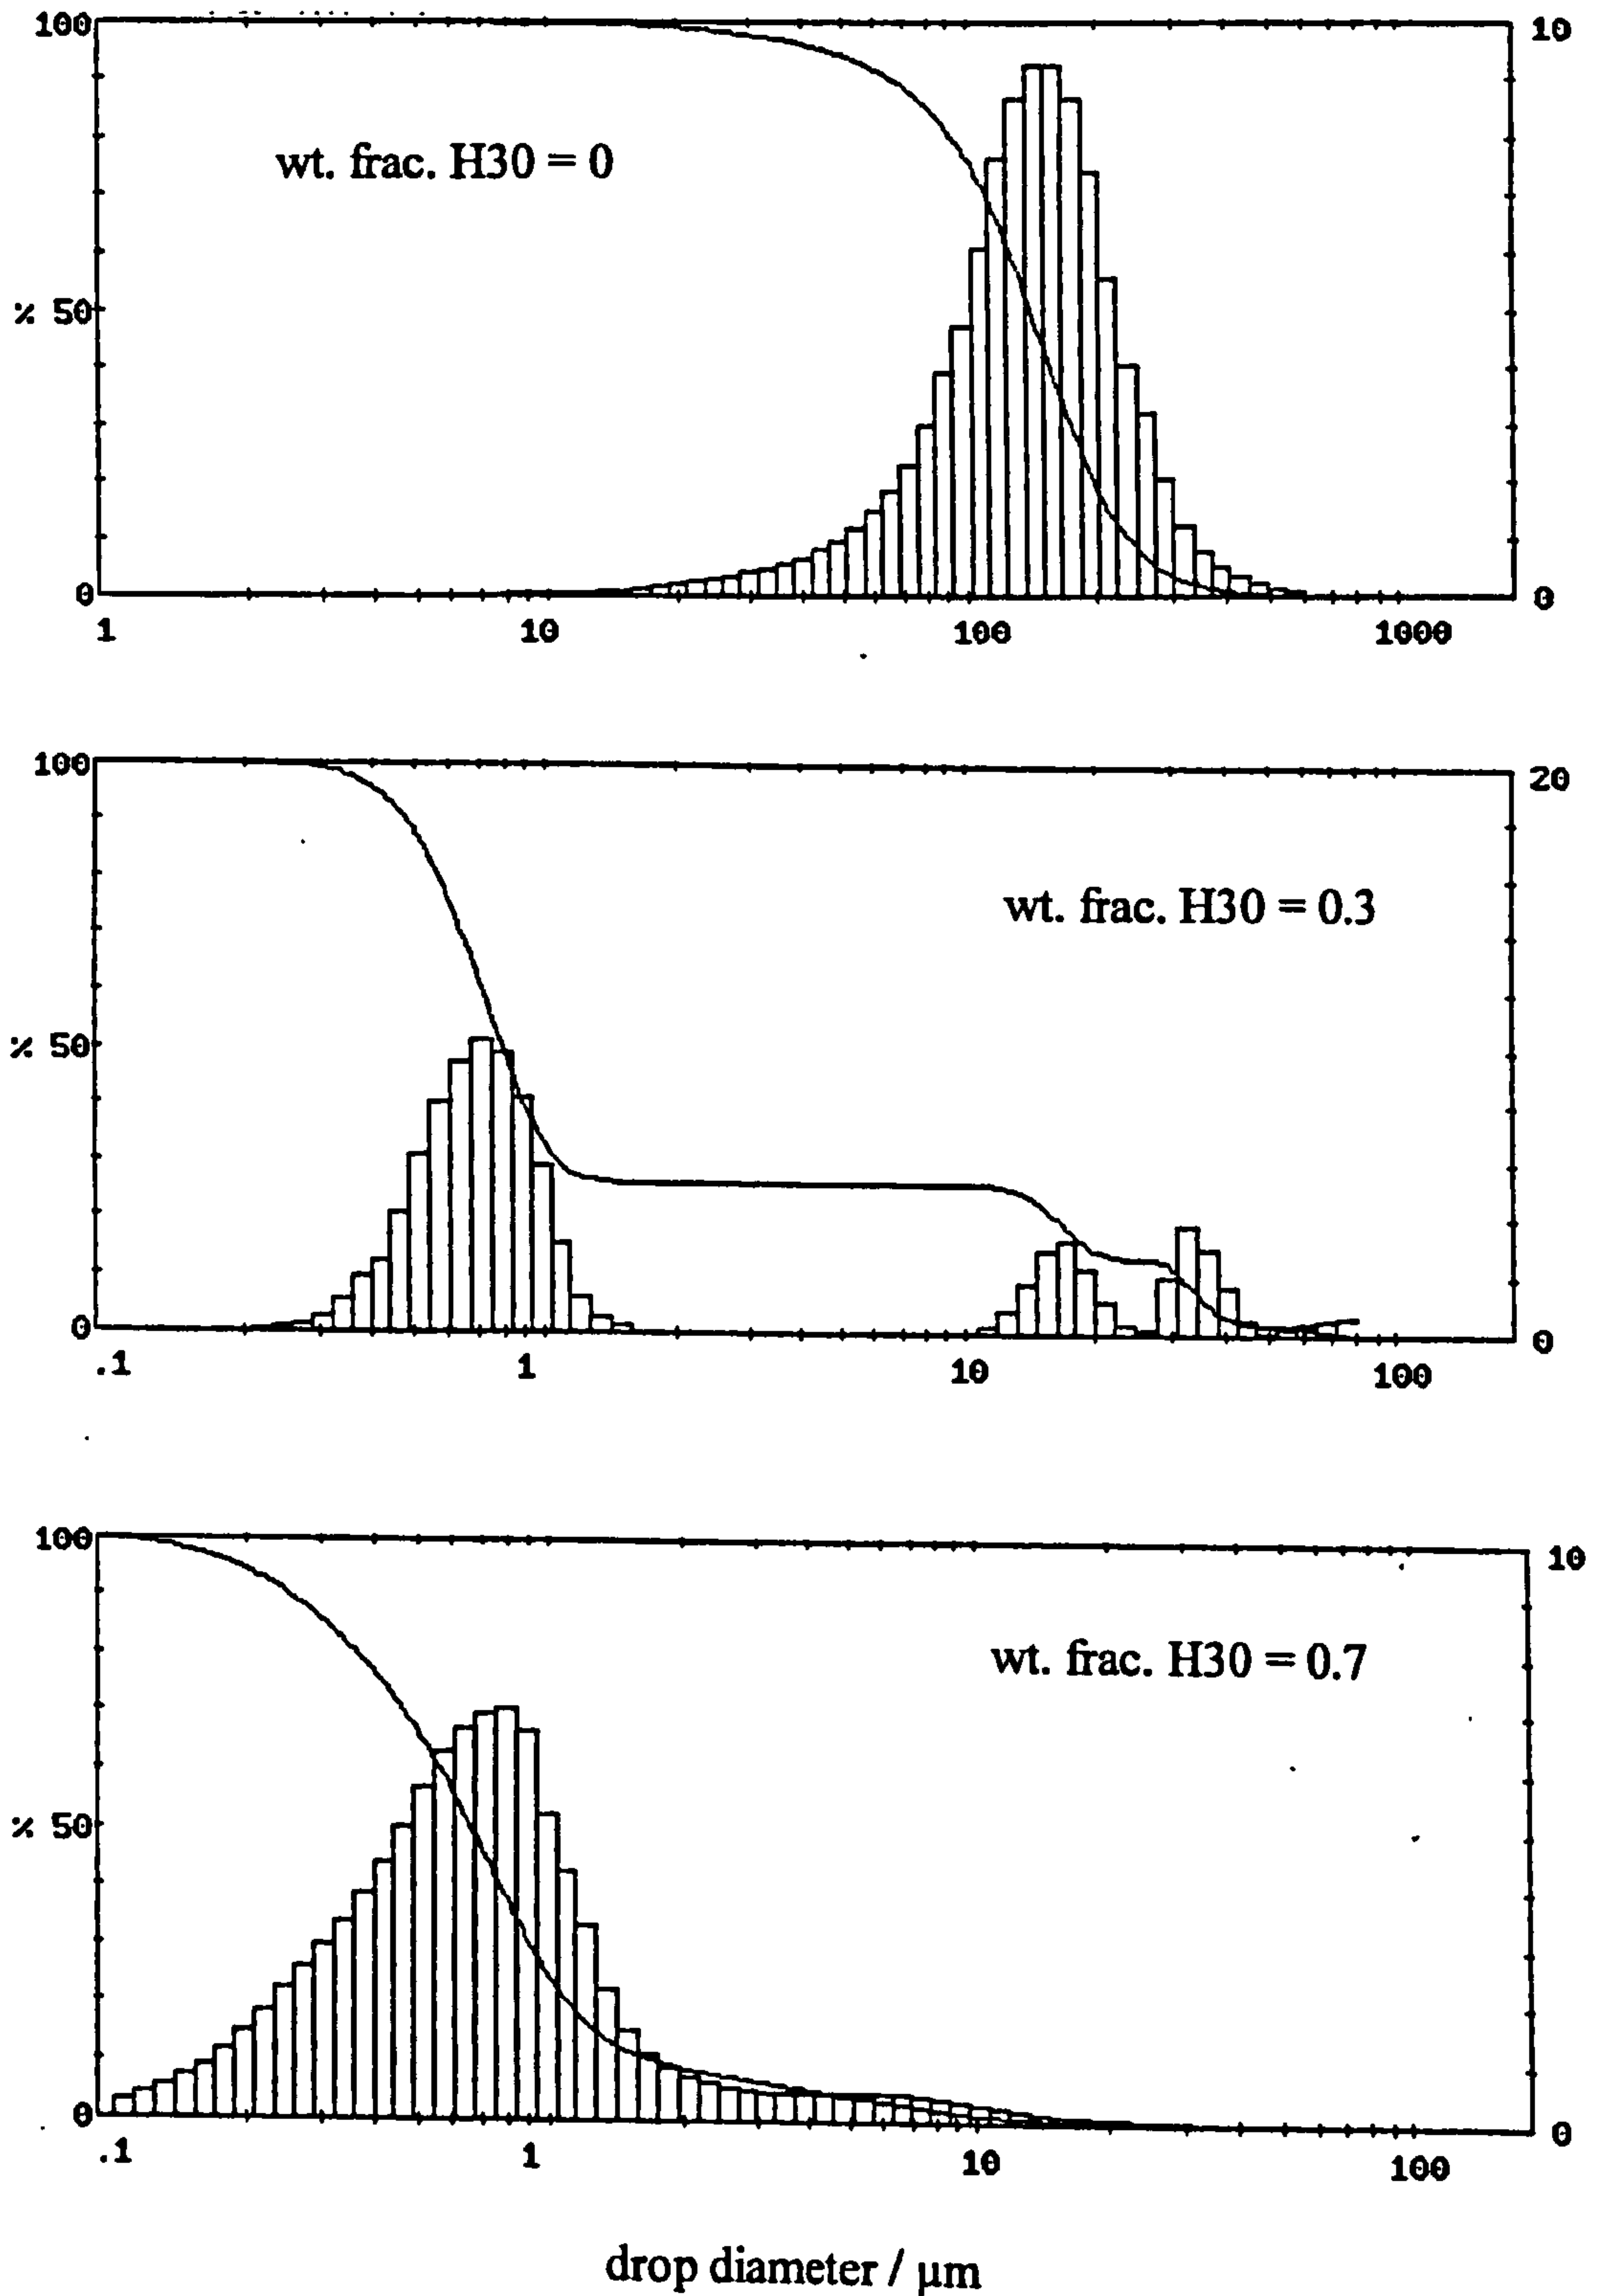 100 10
wt. frac. H30 = 0
% 50
0 0
1 10 100 1000
100 20
wt. frac. H30 = 0.3
% 50
0 0
.1 1 10 100
100 10
wt. frac. H30 = 0.7
% 50
0 0
.1 1 10 100
drop diameter / μm